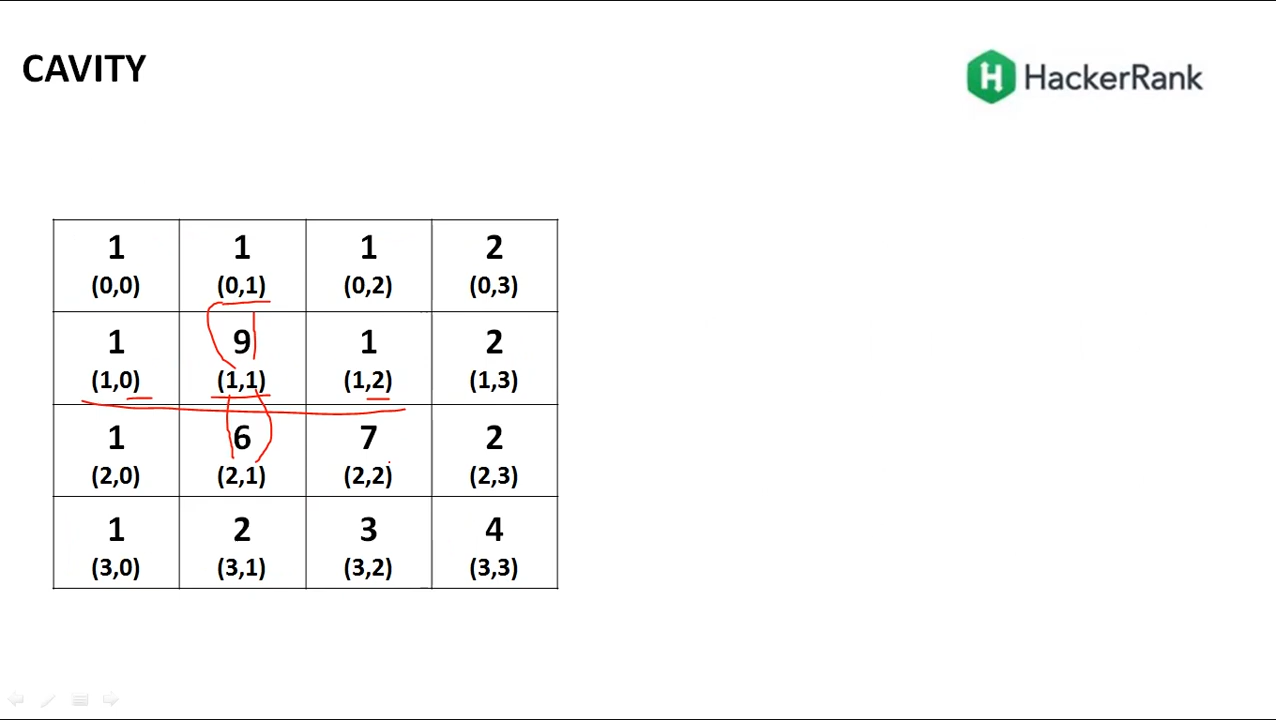 CAVITY
HackerRank
1 1 1 2
(0,0) (0,1) (0,2) (0,3)
1 9 1 2
(1,0) (1,1) (1,2) (1,3)
1 6 7 2
(2,0) (2,1) (2,2) (2,3)
1 2 3 4
(3,0) (3,1) (3,2) (3,3)